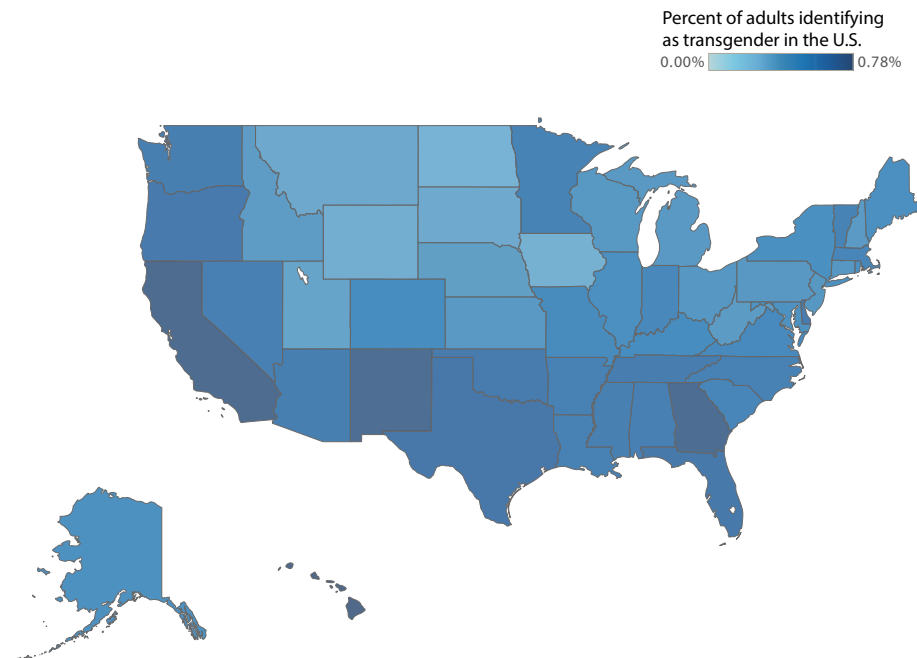 Percent of adults identifying
as transgender in the U.S.
0.00% 0.78%